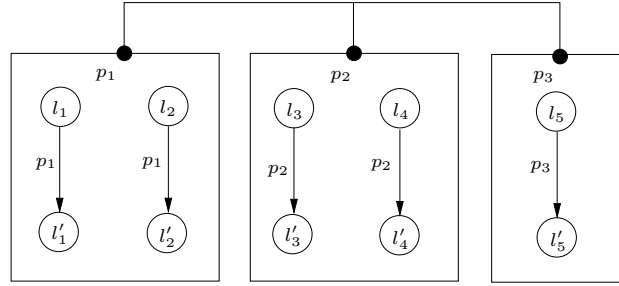 p₁ p₂ p₃
l₁ l₂ l₃ l₄ l₅
p₁ p₁ p₂ p₂ p₃
l′₁ l′₂ l′₃ l′₄ l′₅